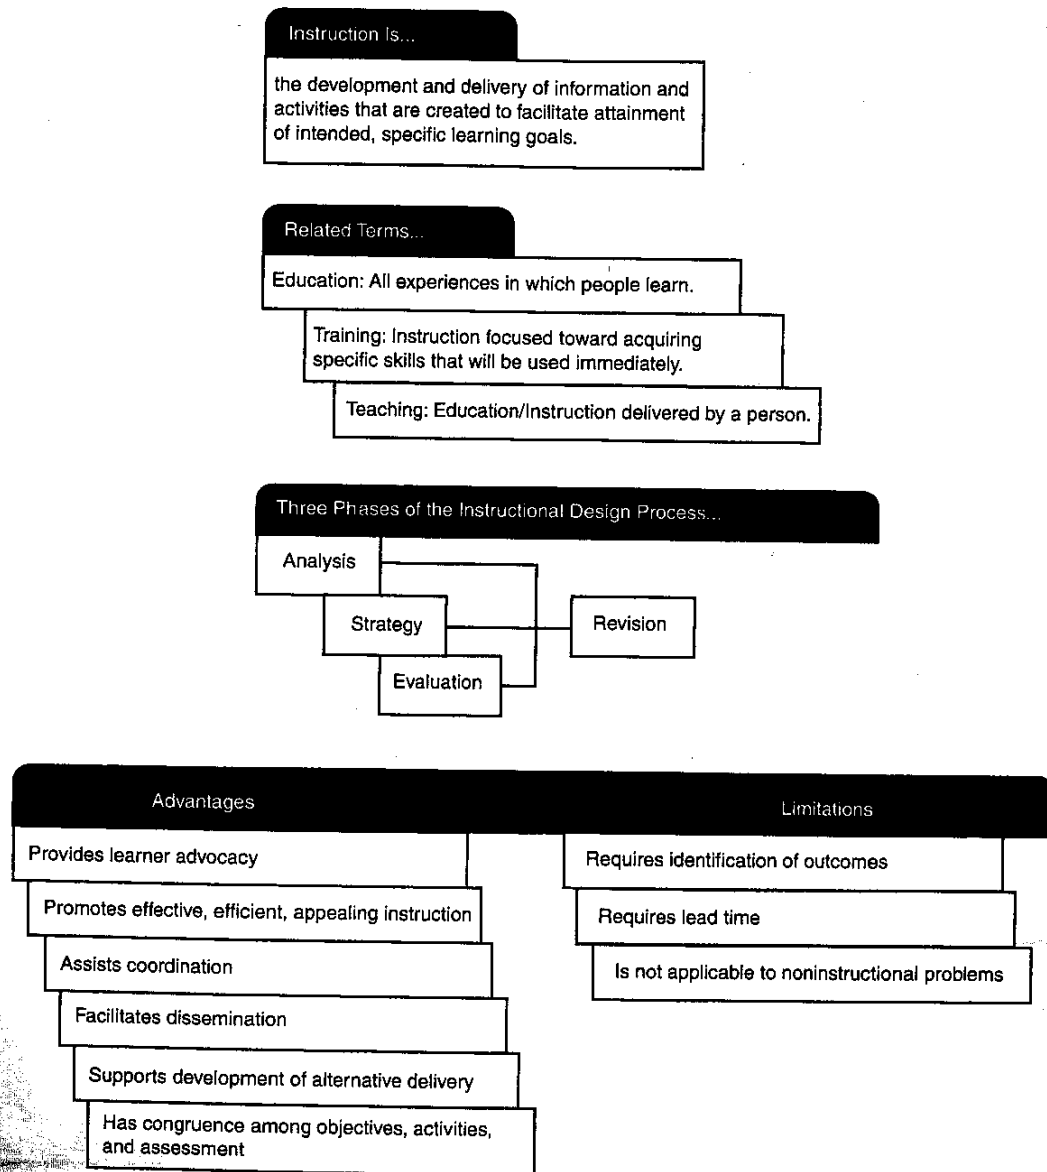 Instruction Is...
the development and delivery of information and
activities that are created to facilitate attainment
of intended, specific learning goals.
Related Terms...
Education: All experiences in which people learn.
Training: Instruction focused toward acquiring
specific skills that will be used immediately.
Teaching: Education/Instruction delivered by a person.
Three Phases of the Instructional Design Process...
Analysis
Strategy
Revision
Evaluation
Advantages
Limitations
Provides learner advocacy
Promotes effective, efficient, appealing instruction
Assists coordination
Facilitates dissemination
Supports development of alternative delivery
Has congruence among objectives, activities,
and assessment
Requires identification of outcomes
Requires lead time
Is not applicable to noninstructional problems